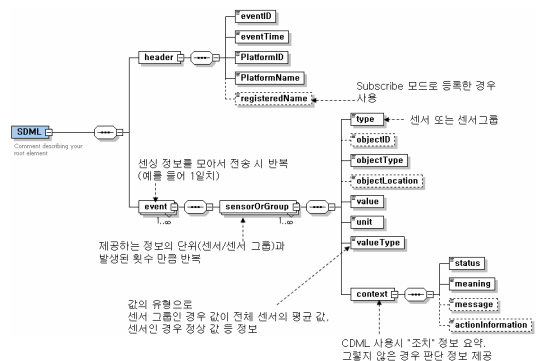 eventID
eventTime
header
PlatformID
PlatformName
Subscribe 모드로 등록한 경우
사용
registeredName
type
센서 또는 센서그룹
SDML
objectID
Comment describing your
root element
센싱 정보를 모아서 전송 시 반복
(예를 들어 1일치)
objectType
objectLocation
event
sensorOrGroup
value
1..∞
1..∞
unit
제공하는 정보의 단위(센서/센서 그룹)과
발생된 횟수 만큼 반복
valueType
status
값의 유형으로
센서 그룹인 경우 값이 전체 센서의 평균 값,
센서인 경우 정상 값 등 정보
context
meaning
message
actionInformation
CDML 사용시 "조치" 정보 요약,
그렇지 않은 경우 판단 정보 제공